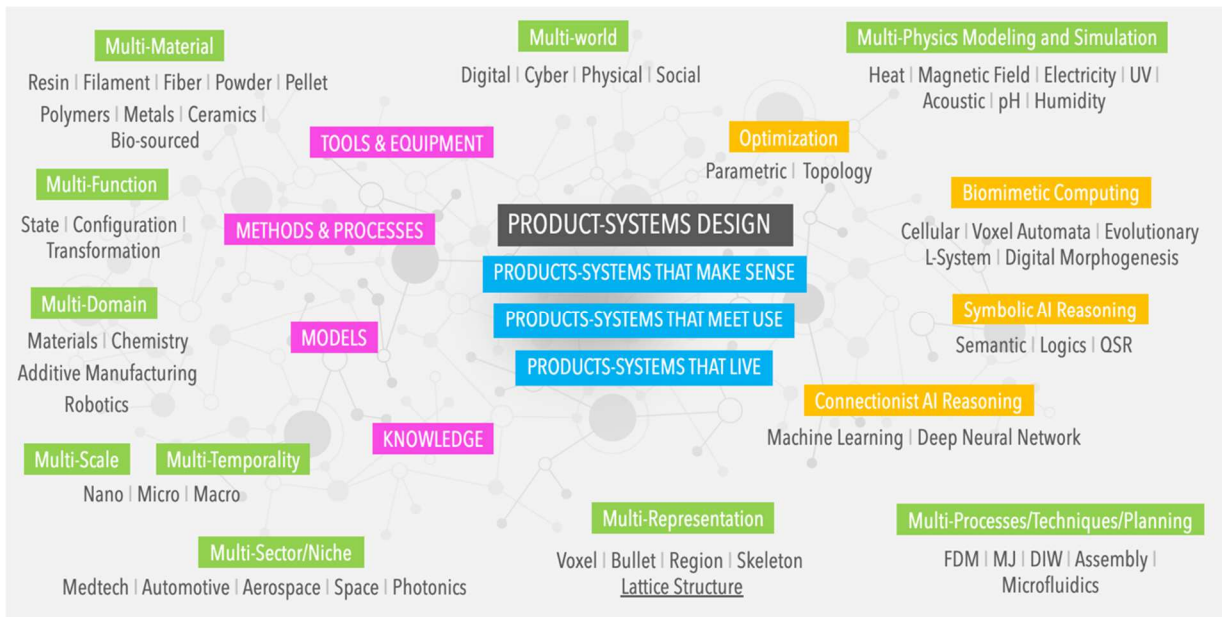 Multi-Material
Resin | Filament | Fiber | Powder | Pellet
Polymers | Metals | Ceramics |
Bio-sourced
Multi-world
Digital | Cyber | Physical | Social
Multi-Physics Modeling and Simulation
Heat | Magnetic Field | Electricity | UV |
Acoustic | pH | Humidity
TOOLS & EQUIPMENT
Optimization
Parametric | Topology
Multi-Function
State | Configuration |
Transformation
METHODS & PROCESSES
PRODUCT-SYSTEMS DESIGN
PRODUCTS-SYSTEMS THAT MAKE SENSE
PRODUCTS-SYSTEMS THAT MEET USE
PRODUCTS-SYSTEMS THAT LIVE
Biomimetic Computing
Cellular | Voxel Automata | Evolutionary
L-System | Digital Morphogenesis
Multi-Domain
Materials | Chemistry
Additive Manufacturing
Robotics
MODELS
Symbolic AI Reasoning
Semantic | Logics | QSR
Connectionist AI Reasoning
Machine Learning | Deep Neural Network
KNOWLEDGE
Multi-Scale
Multi-Temporality
Nano | Micro | Macro
Multi-Sector/Niche
Medtech | Automotive | Aerospace | Space | Photonics
Multi-Representation
Voxel | Bullet | Region | Skeleton
Lattice Structure
Multi-Processes/Techniques/Planning
FDM | MJ | DIW | Assembly |
Microfluidics